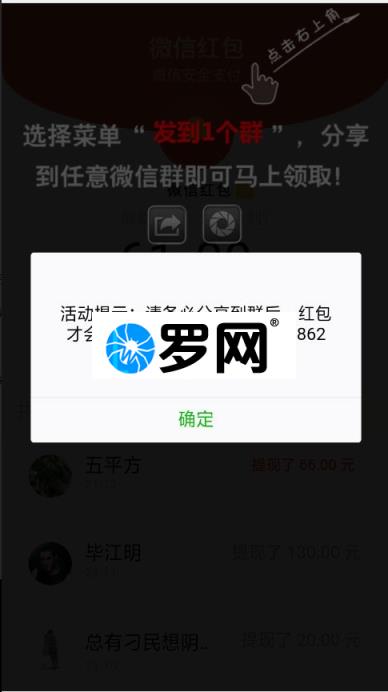 微信红包
点击右上角
微信安全支付
选择菜单“发到1个群”，分享
到任意微信群即可马上领取！
微信红包
活动提示：请务必分享到群后，红包
才会
862
罗网®
确定
五平方
提现了 66.00 元
毕江明
提现了 130.00 元
总有刁民想阴..
提现了 20.00 元